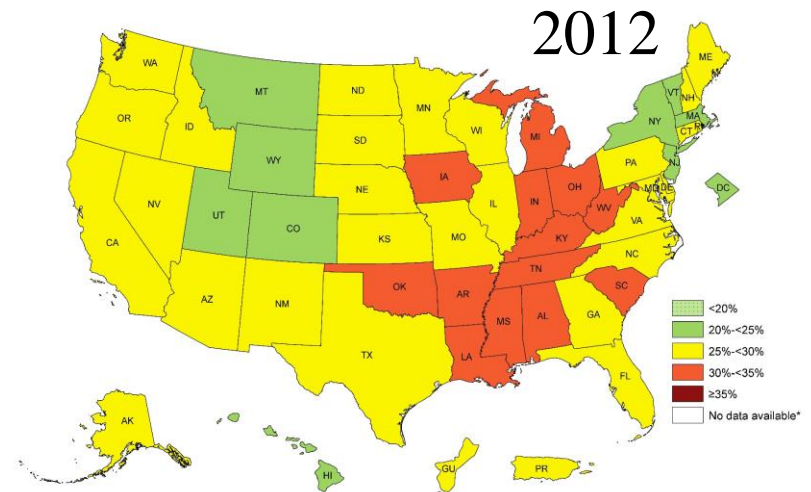 2012
WA
MT
ND
MN
ME
VT
NH
OR
ID
SD
WI
MI
NY
MA
CT
WY
IA
PA
NJ
NV
UT
NE
IL
IN
OH
MD
DE
DC
CA
CO
KS
MO
WV
VA
KY
NC
AZ
NM
OK
AR
TN
SC
MS
AL
GA
TX
LA
FL
<20%
20%-<25%
25%-<30%
30%-<35%
≥35%
No data available*
AK
HI
GU
PR